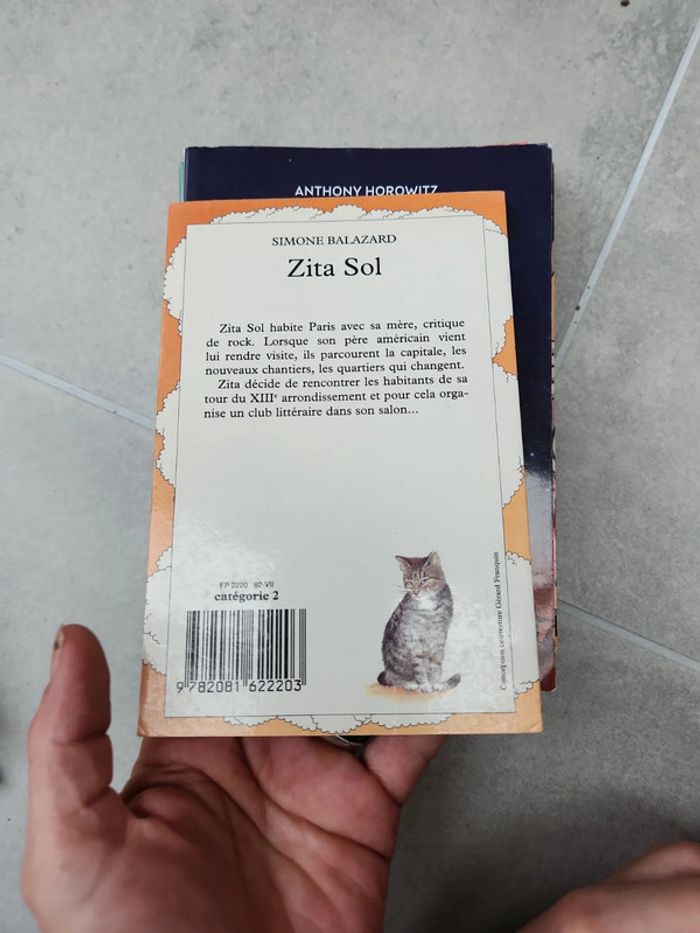 ANTHONY HOROWITZ
SIMONE BALAZARD
Zita Sol
Zita Sol habite Paris avec sa mère, critique
de rock. Lorsque son père américain vient
lui rendre visite, ils parcourent la capitale, les
nouveaux chantiers, les quartiers qui changent.
Zita décide de rencontrer les habitants de sa
tour du XIIIᵉ arrondissement et pour cela orga-
nise un club littéraire dans son salon...
FP 2220 92-VII
catégorie 2
9 782081 622203
Conception couverture Gérard Franquin